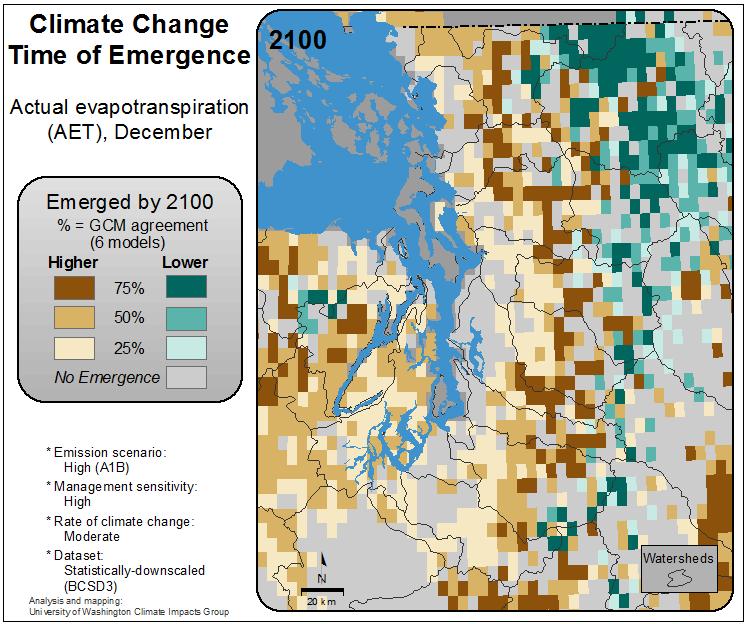 Climate Change
Time of Emergence
Actual evapotranspiration
(AET), December
Emerged by 2100
% = GCM agreement
(6 models)
Higher Lower
75%
50%
25%
No Emergence
* Emission scenario:
High (A1B)
* Management sensitivity:
High
* Rate of climate change:
Moderate
* Dataset:
Statistically-downscaled
(BCSD3)
Analysis and mapping:
University of Washington Climate Impacts Group
2100
N
20 km
Watersheds